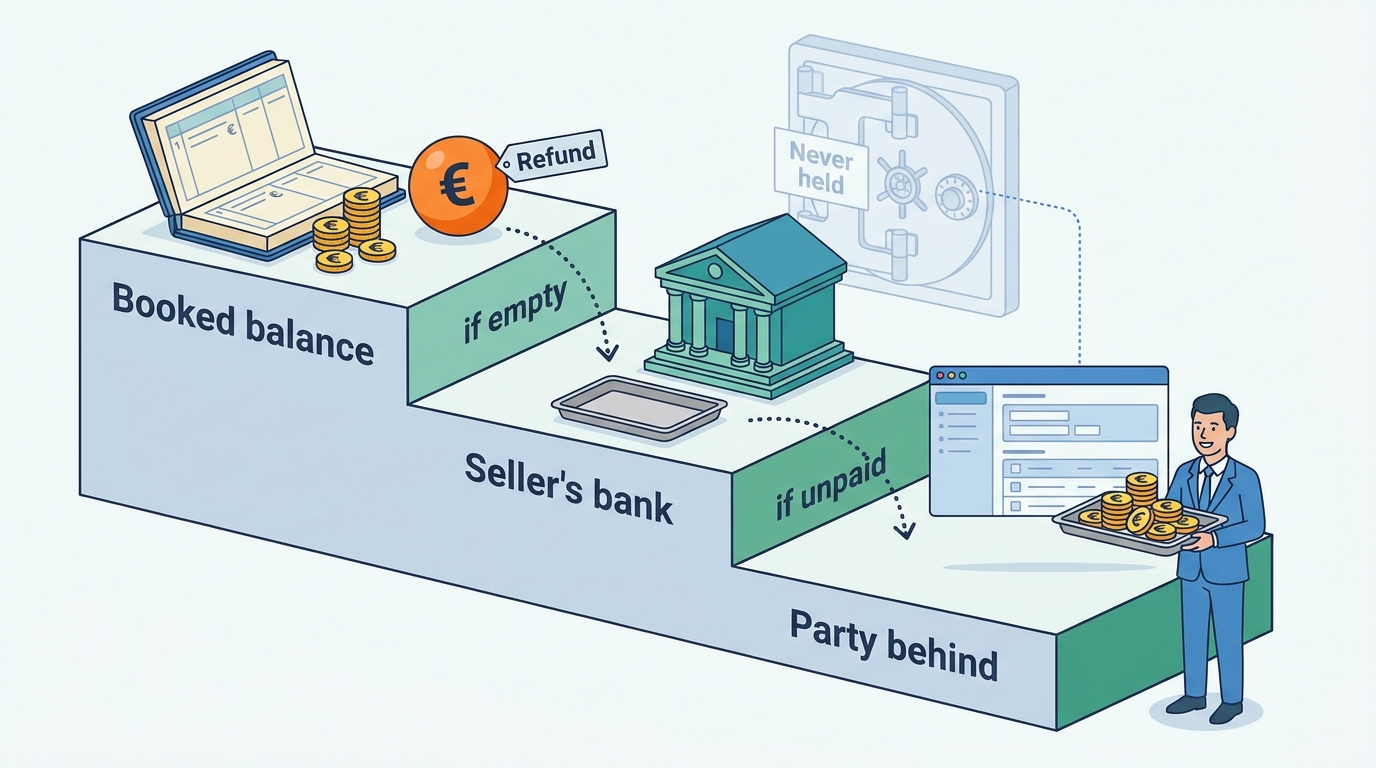 Refund
Never
held
if empty
Booked balance
if unpaid
Seller's bank
Party behind